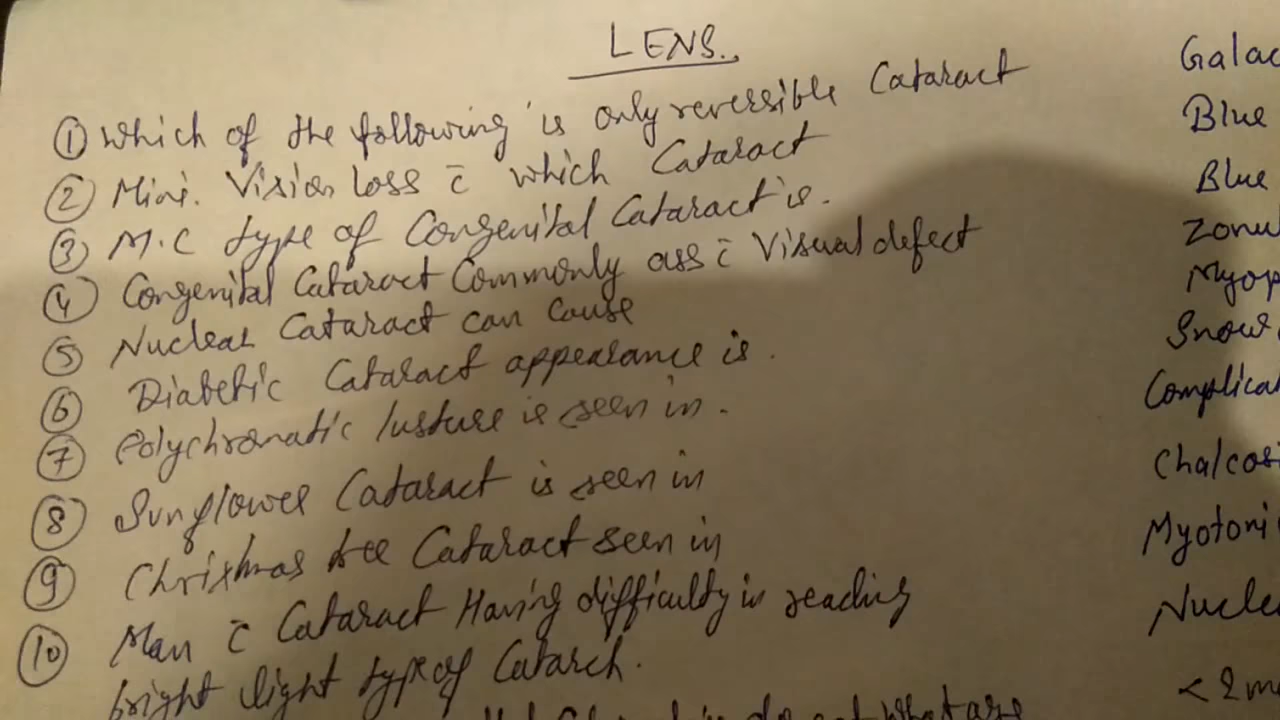 LENS.
① Which of the following is only reversible Cataract Galac
② Mini. Vision loss c̄ which Cataract Blue
③ M.C type of Congenital Cataract is. Blue
④ Congenital Cataract Commonly ass c̄ Visual defect Zonu
⑤ Nuclear Cataract can cause Myop
⑥ Diabetic Cataract appearance is. Snow
⑦ Polychromatic lusture is seen in. Complicat
⑧ Sunflower Cataract is seen in Chalcosi
⑨ Christmas tree Cataract seen in Myotoni
⑩ Man c̄ Cataract Having difficulty in reading Nucle
bright light type of Catarch. < 2m